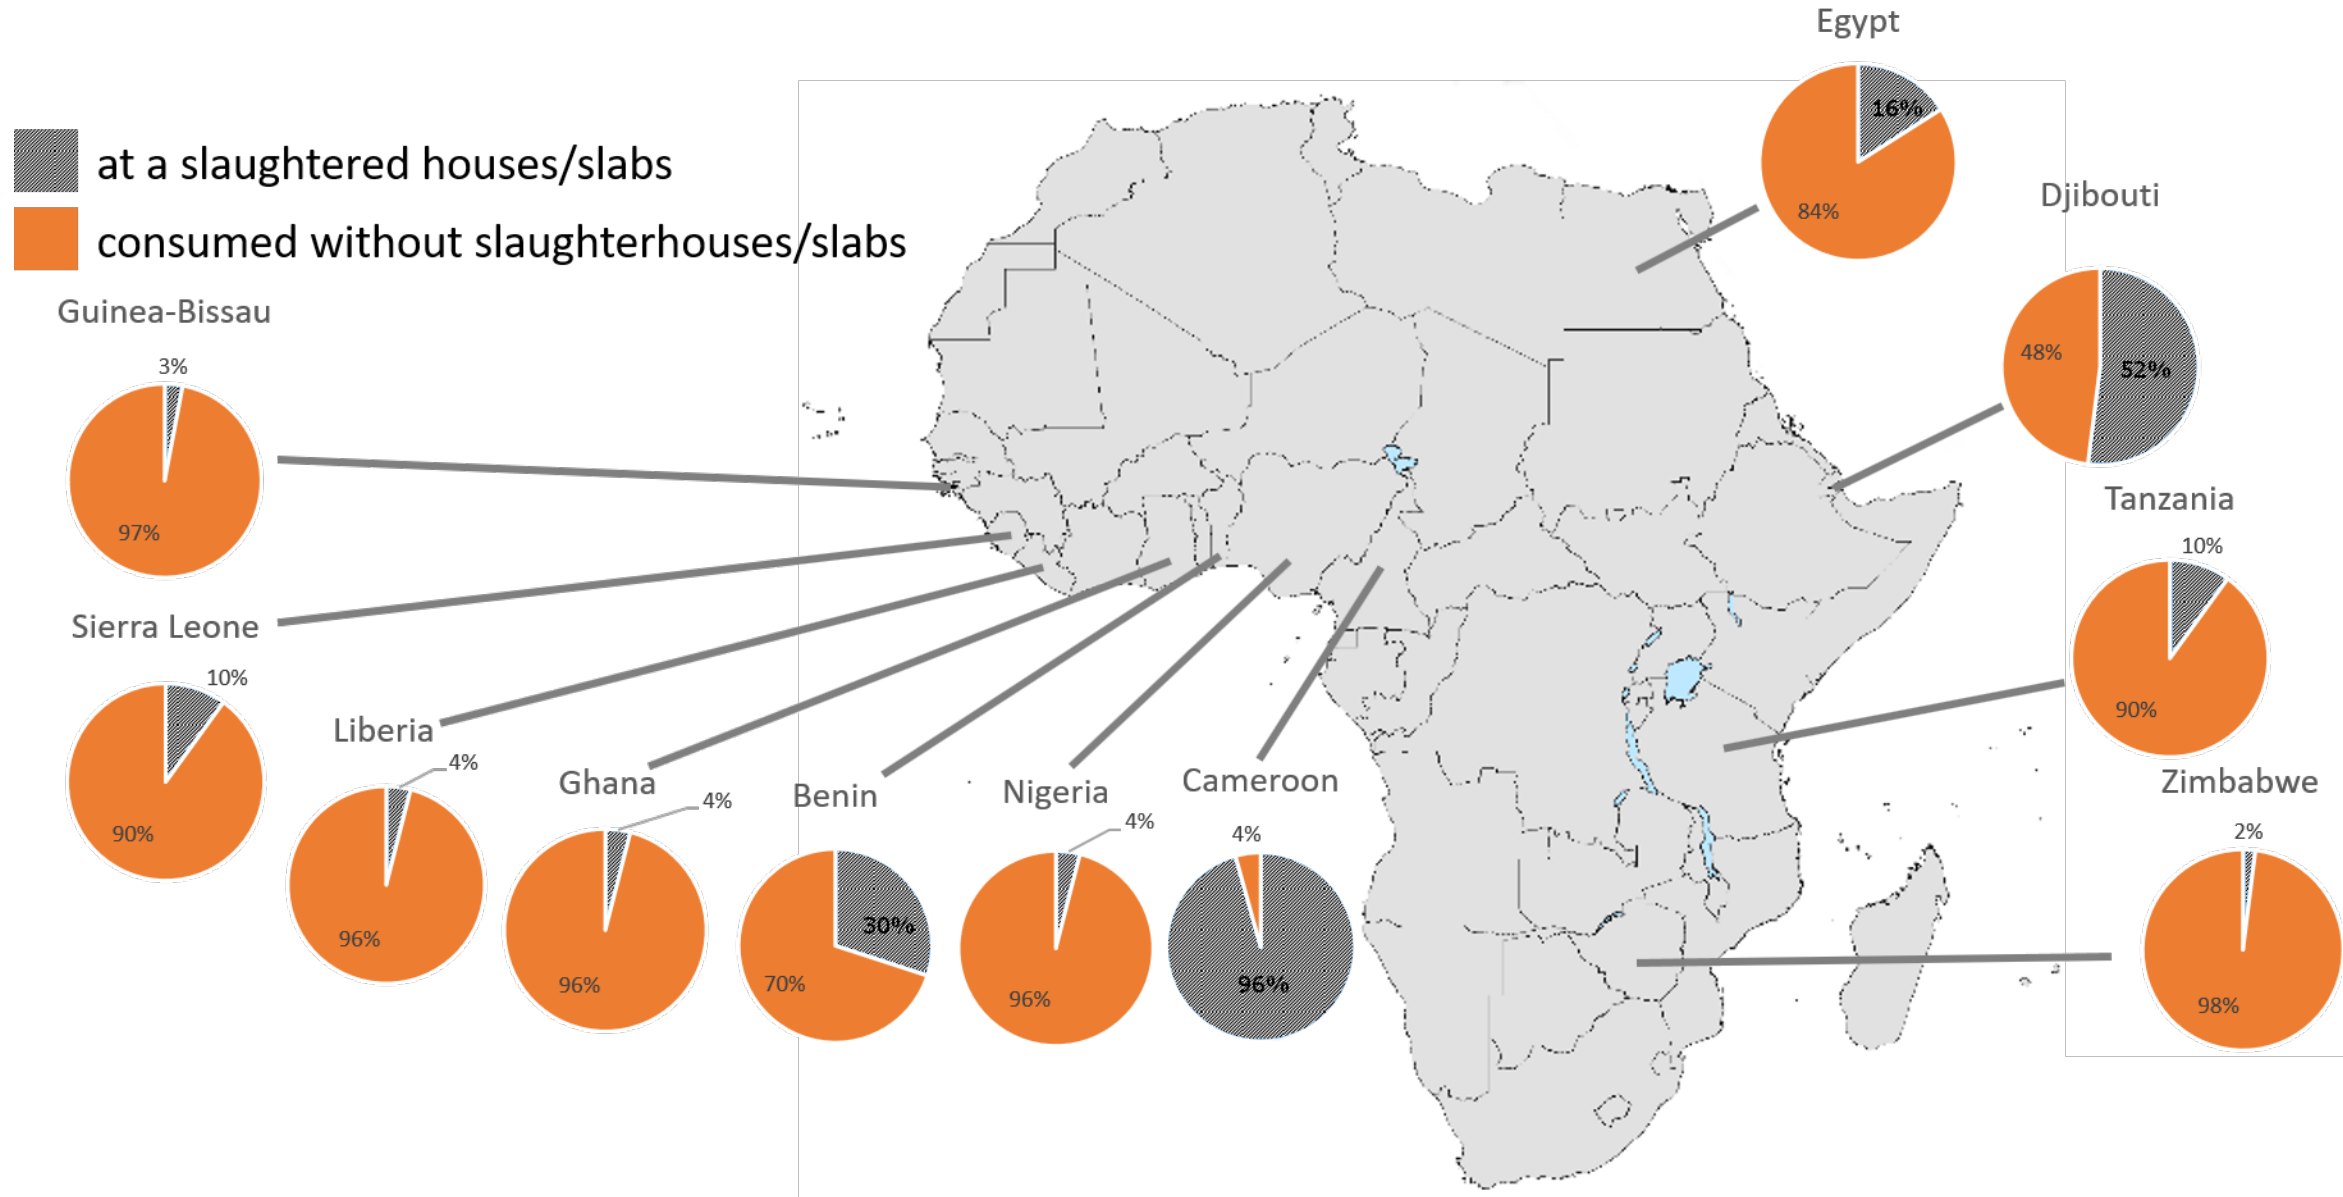 Egypt
16%
84%
at a slaughtered houses/slabs
consumed without slaughterhouses/slabs
Djibouti
48%
52%
Guinea-Bissau
3%
97%
Tanzania
10%
90%
Sierra Leone
10%
90%
Liberia
4%
96%
Ghana
4%
96%
Benin
30%
70%
Nigeria
4%
96%
Cameroon
4%
96%
Zimbabwe
2%
98%